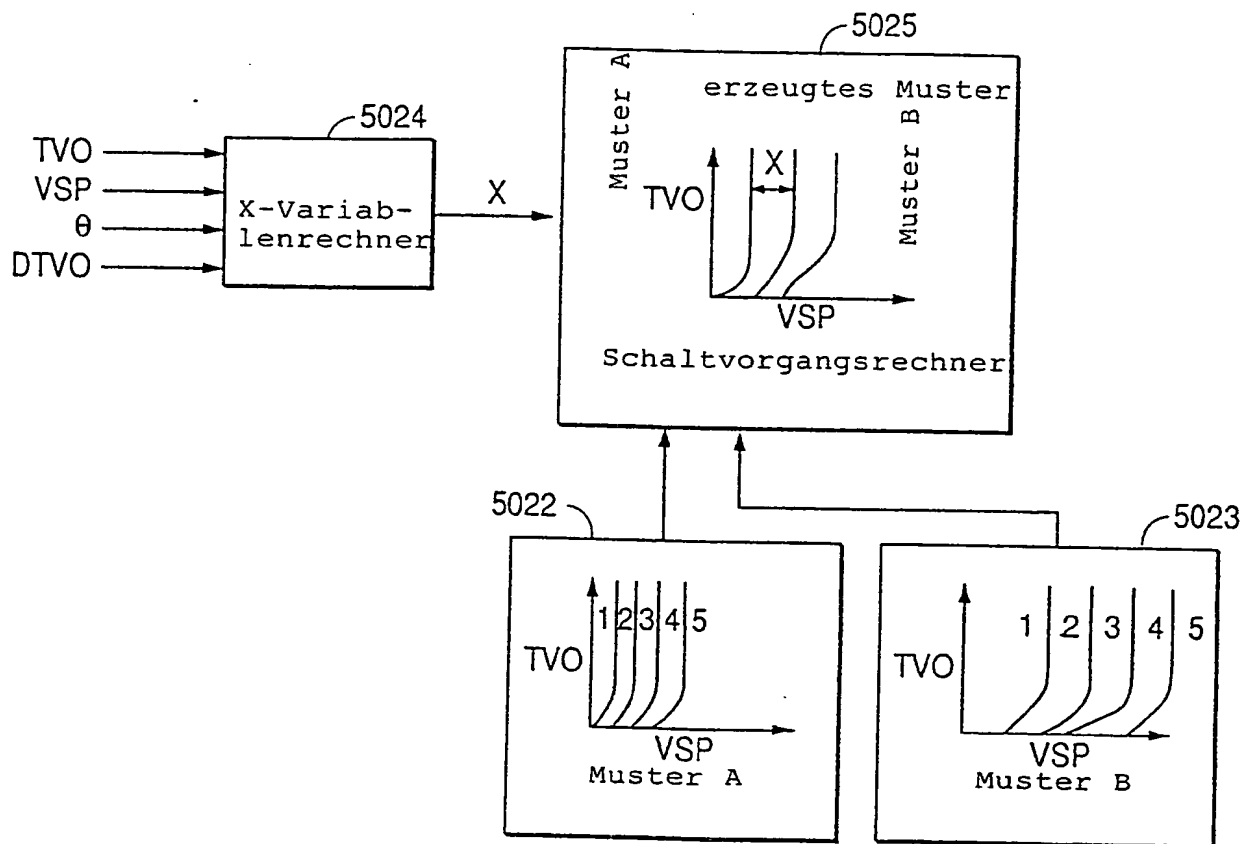 5025
Muster A
erzeugtes Muster
Muster B
5024
TVO
VSP
θ
DTVO
X-Variab-
lenrechner
X
TVO
X
VSP
Schaltvorgangsrechner
5022
1 2 3 4 5
TVO
VSP
Muster A
5023
1 2 3 4 5
TVO
VSP
Muster B